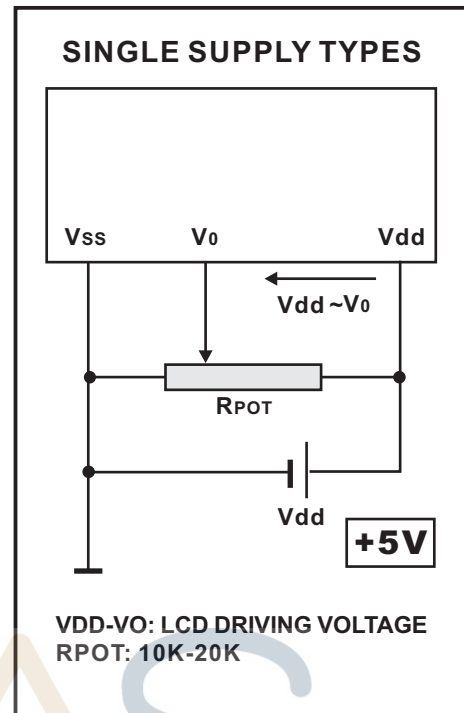 SINGLE SUPPLY TYPES
Vss V0 Vdd
Vdd ~V0
RPOT
Vdd
+5V
VDD-VO: LCD DRIVING VOLTAGE
RPOT: 10K-20K